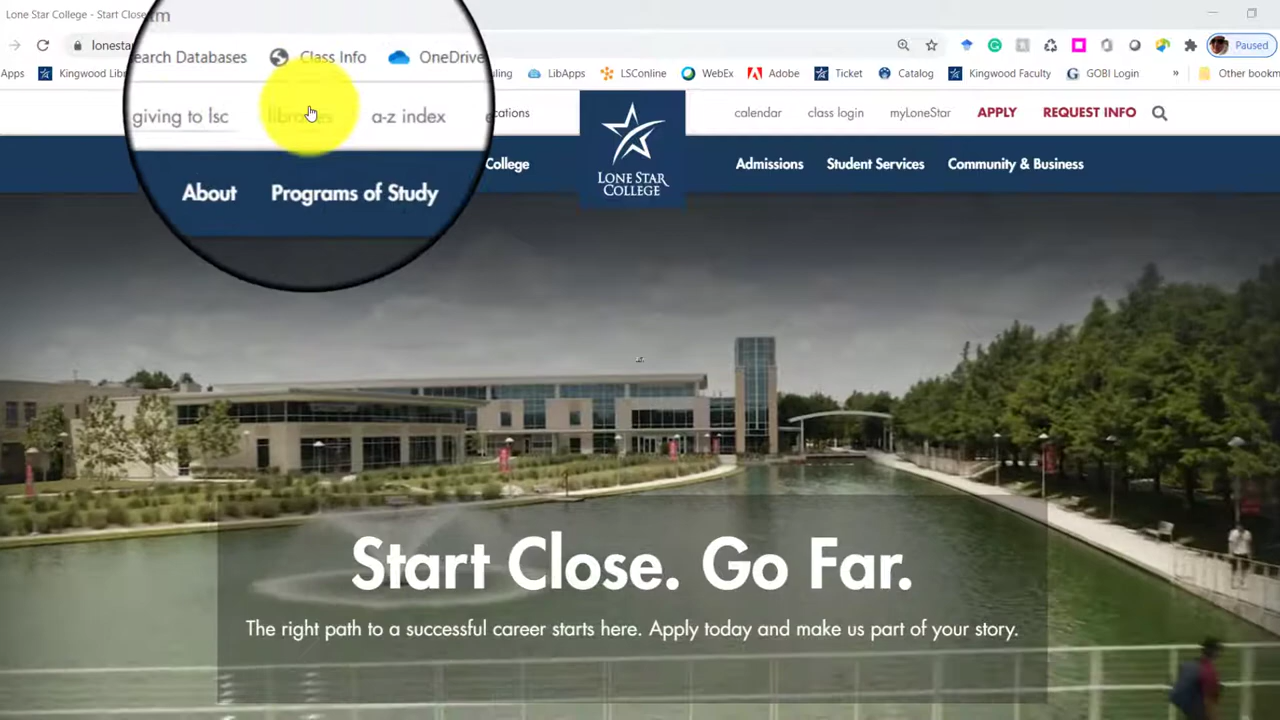 Lone Star College - Start Close
lonesta
Paused
earch Databases Class Info OneDrive
Apps Kingwood Lib LibApps LSConline WebEx Adobe Ticket Catalog Kingwood Faculty GOBI Login » Other bookm
giving to lsc libraries a-z index calendar class login myLoneStar APPLY REQUEST INFO
About Programs of Study College LONE STAR COLLEGE Admissions Student Services Community & Business
Start Close. Go Far.
The right path to a successful career starts here. Apply today and make us part of your story.